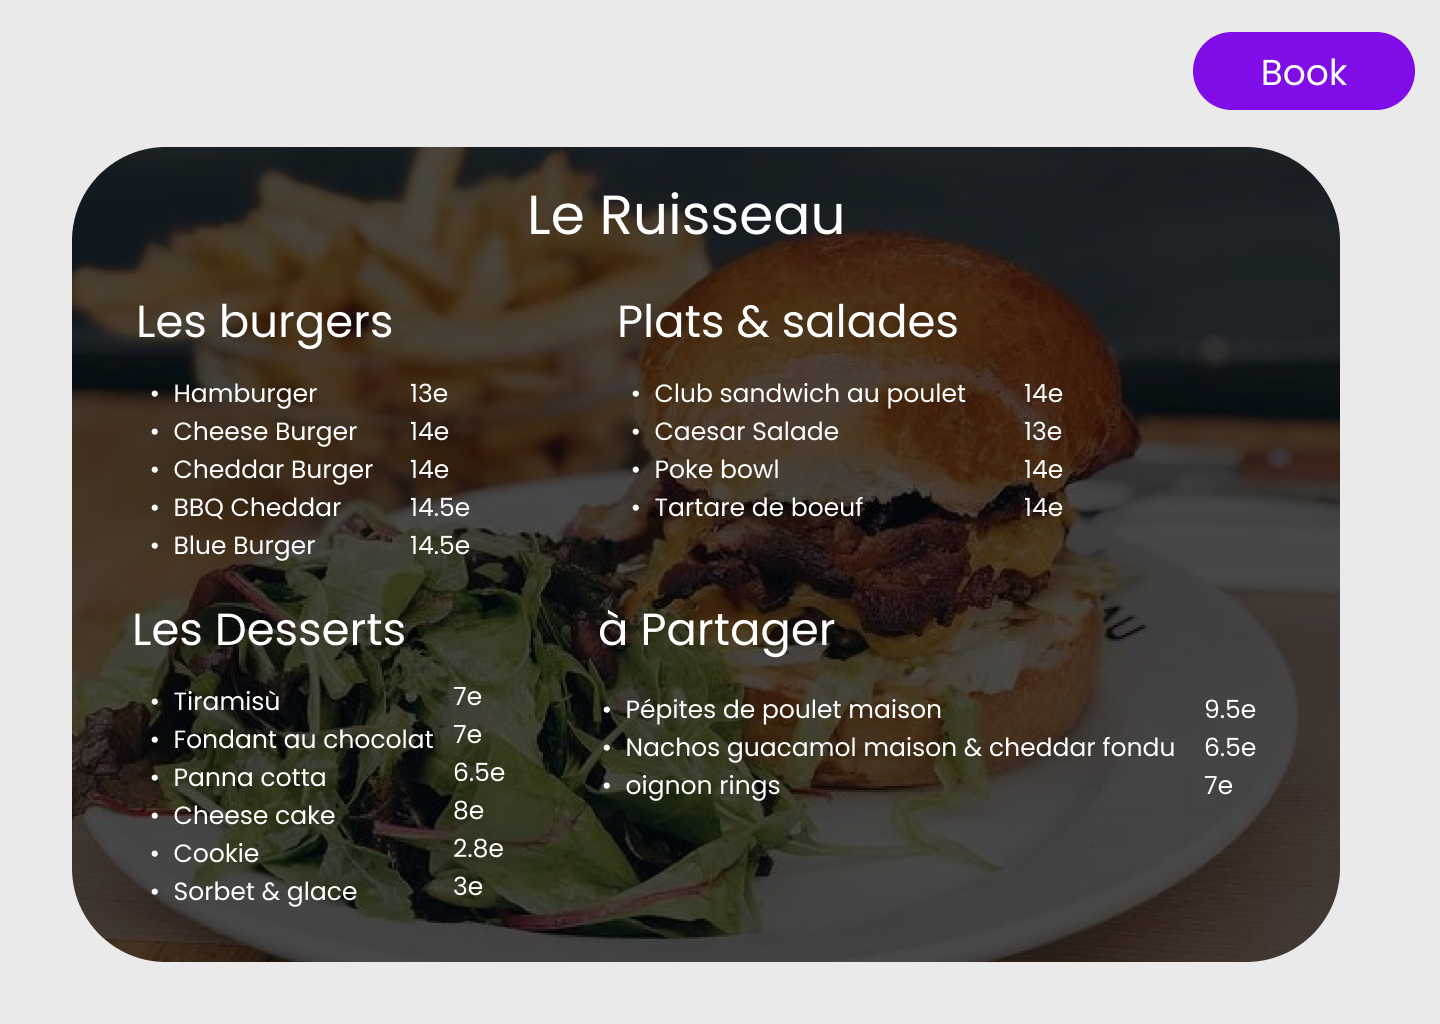 Book
Le Ruisseau
Les burgers
• Hamburger 13e
• Cheese Burger 14e
• Cheddar Burger 14e
• BBQ Cheddar 14.5e
• Blue Burger 14.5e
Plats & salades
• Club sandwich au poulet 14e
• Caesar Salade 13e
• Poke bowl 14e
• Tartare de boeuf 14e
Les Desserts
• Tiramisù 7e
• Fondant au chocolat 7e
• Panna cotta 6.5e
• Cheese cake 8e
• Cookie 2.8e
• Sorbet & glace 3e
à Partager
• Pépites de poulet maison 9.5e
• Nachos guacamol maison & cheddar fondu 6.5e
• oignon rings 7e